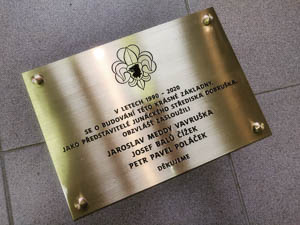 V LETECH 1990 - 2020
SE O BUDOVÁNÍ TÉTO KRÁSNÉ ZÁKLADNY,
JAKO PŘEDSTAVITELÉ JUNÁCKÉHO STŘEDISKA DOBRUŠKA,
OBZVLÁŠŤ ZASLOUŽILI
JAROSLAV MEDDY VAVRUŠKA
JOSEF BAJL ČÍŽEK
PETR PAVEL POLÁČEK
DĚKUJEME